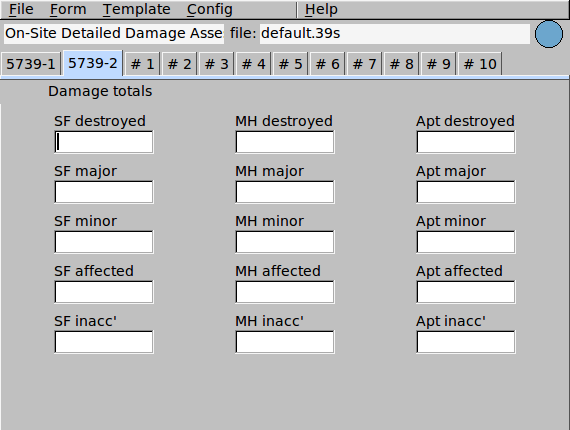 File Form Template Config Help
On-Site Detailed Damage Asse file: default.39s
5739-1 5739-2 # 1 # 2 # 3 # 4 # 5 # 6 # 7 # 8 # 9 # 10
Damage totals
SF destroyed MH destroyed Apt destroyed
SF major MH major Apt major
SF minor MH minor Apt minor
SF affected MH affected Apt affected
SF inacc' MH inacc' Apt inacc'